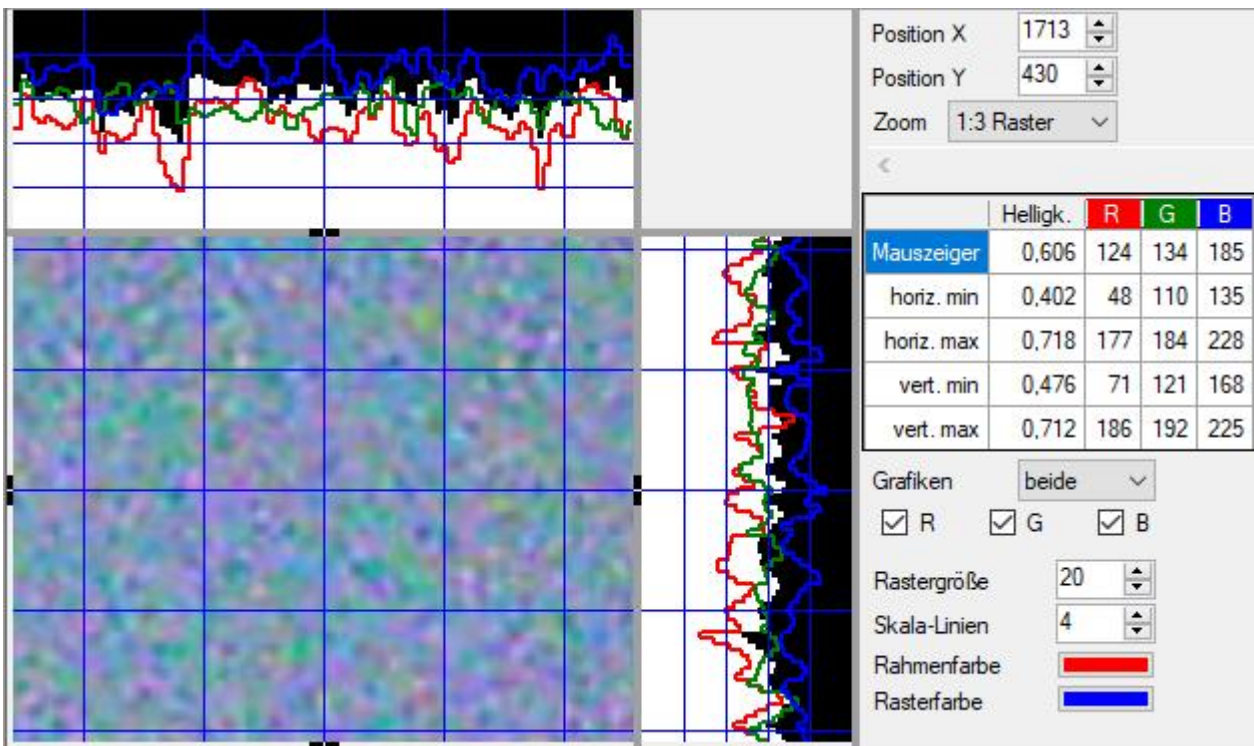 Position X 1713
Position Y 430
Zoom 1:3 Raster
Helligk. R G B
Mauszeiger 0,606 124 134 185
horiz. min 0,402 48 110 135
horiz. max 0,718 177 184 228
vert. min 0,476 71 121 168
vert. max 0,712 186 192 225
Grafiken beide
R G B
Rastergröße 20
Skala-Linien 4
Rahmenfarbe
Rasterfarbe